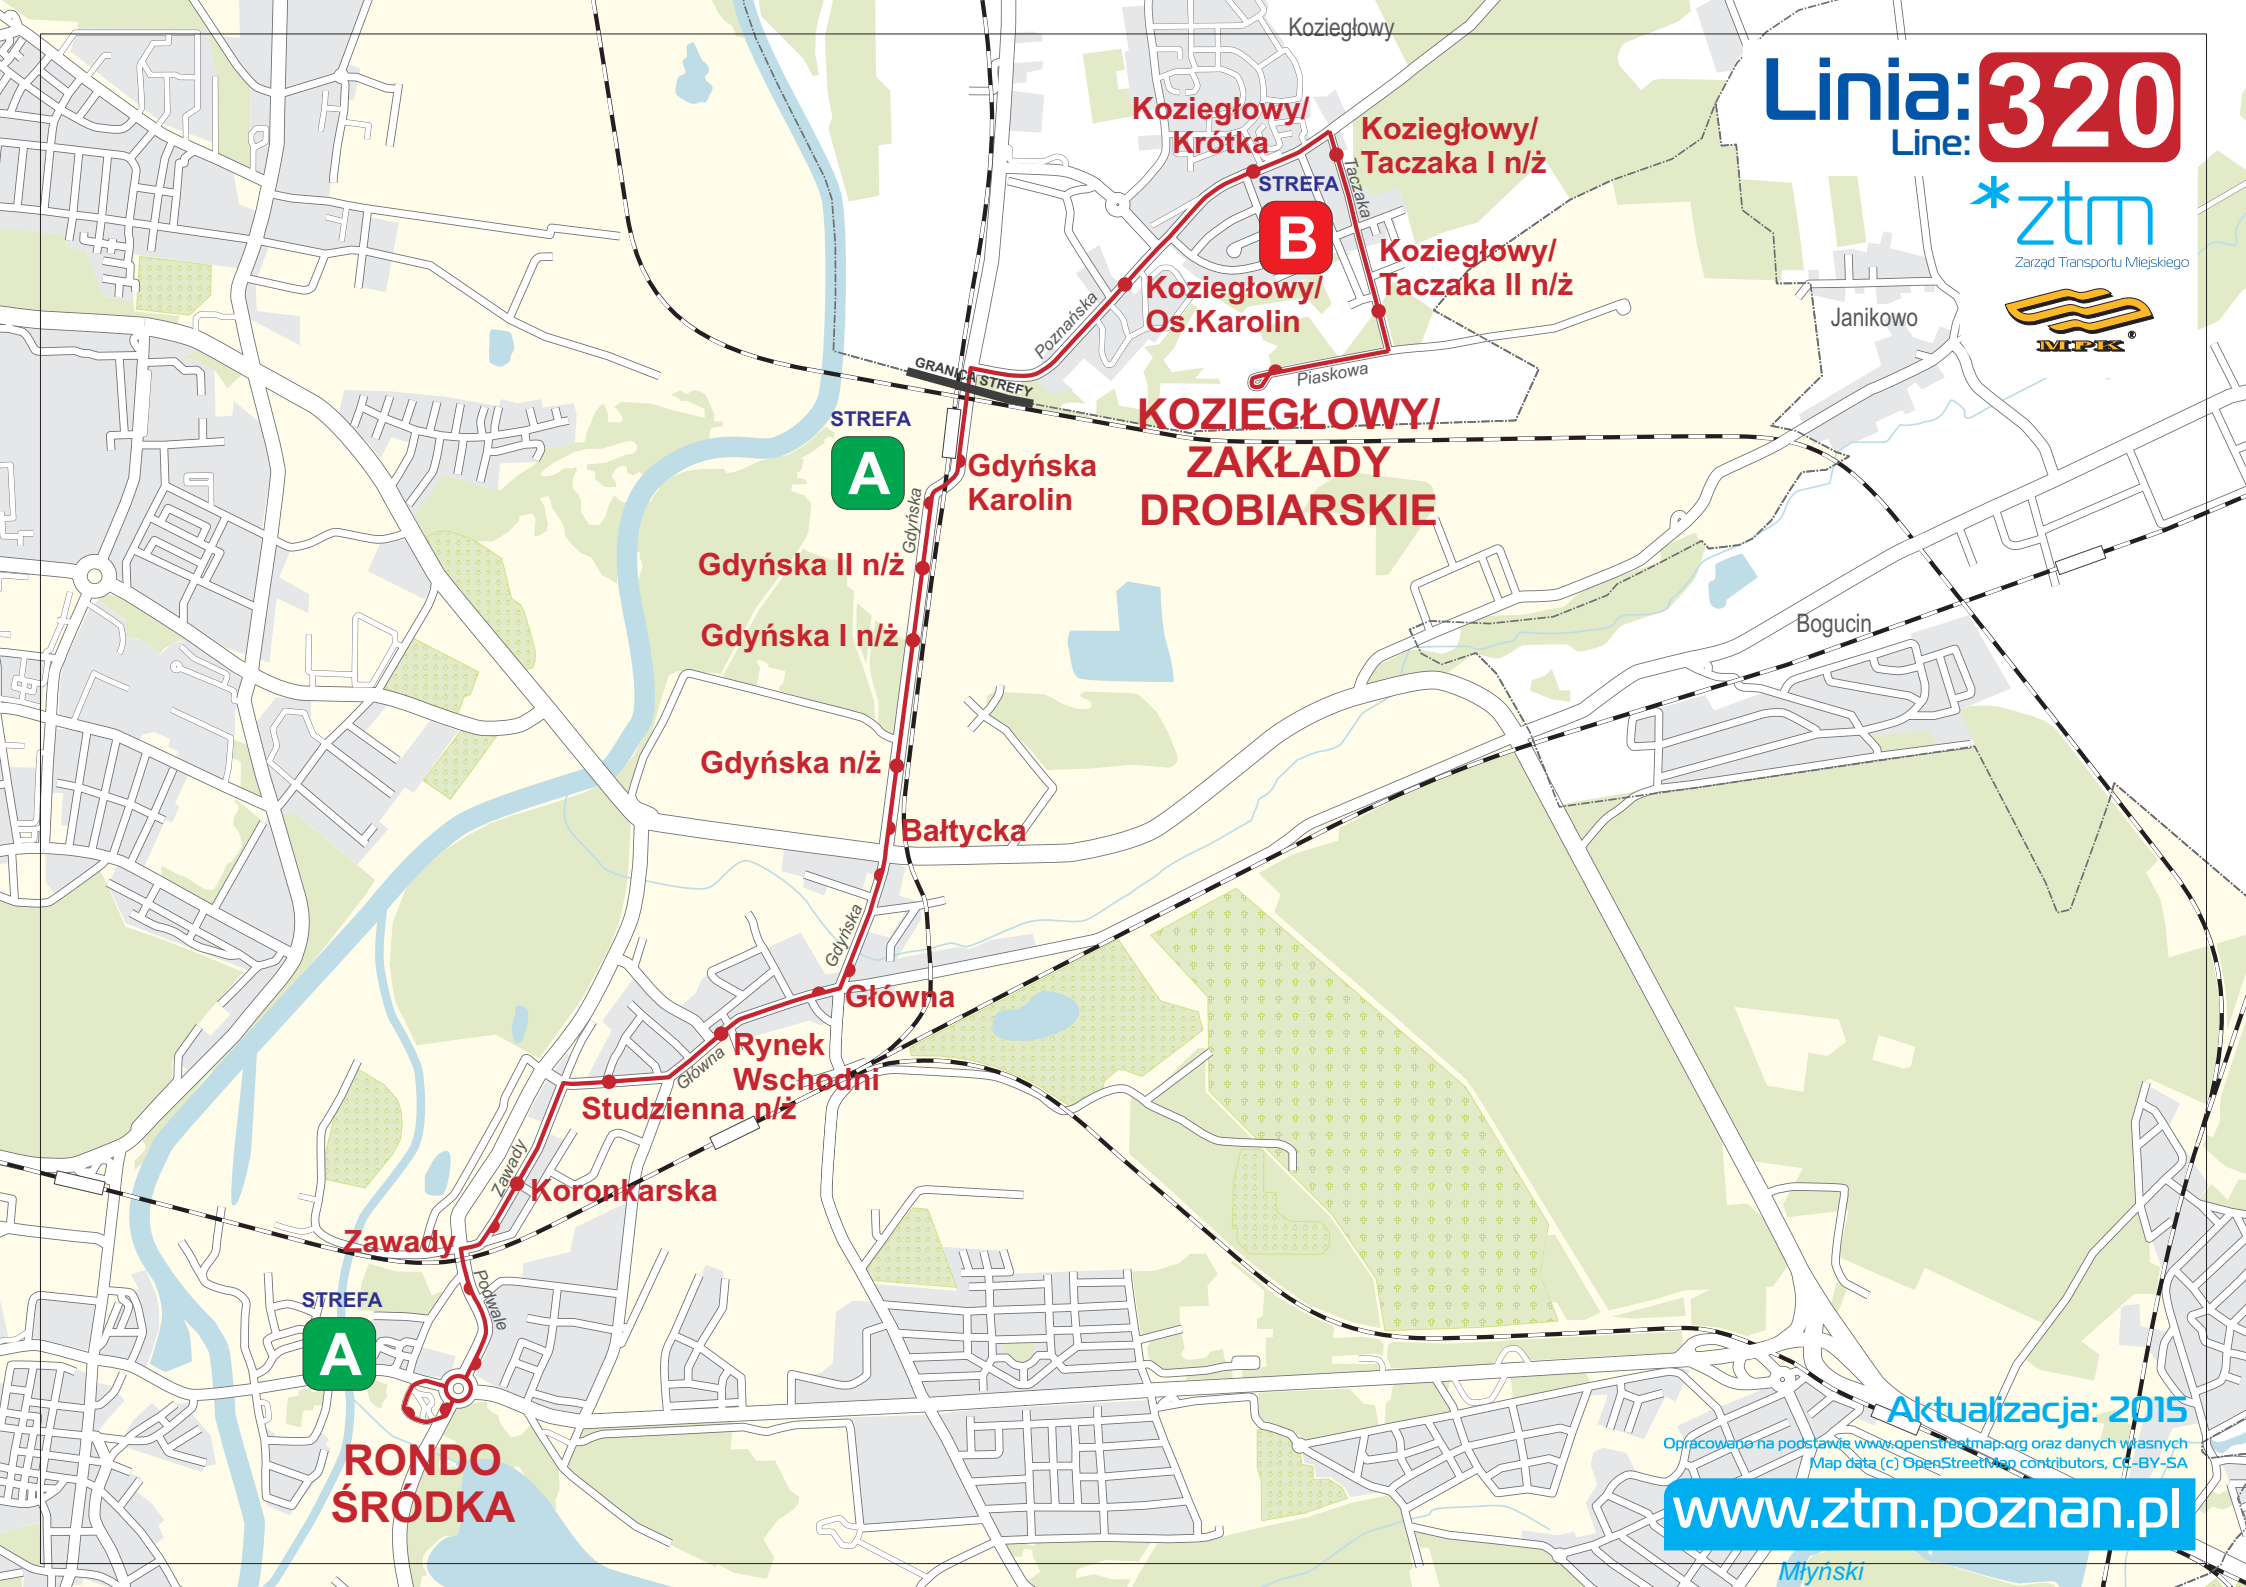 Koziegłowy
Linia: 320
Line:
ztm
Zarząd Transportu Miejskiego
MPK
®
Koziegłowy/
Krótka
Koziegłowy/
Taczaka I n/ż
STREFA
B
Taczaka
Koziegłowy/
Taczaka II n/ż
Koziegłowy/
Os.Karolin
Poznańska
Janikowo
GRANICA STREFY
Piaskowa
KOZIEGŁOWY/
ZAKŁADY
DROBIARSKIE
STREFA
A
Gdyńska
Karolin
Gdyńska
Gdyńska II n/ż
Gdyńska I n/ż
Bogucin
Gdyńska n/ż
Bałtycka
Gdyńska
Główna
Rynek
Wschodni
Główna
Studzienna n/ż
Zawady
Koronkarska
Zawady
Podwale
STREFA
A
RONDO
ŚRÓDKA
Aktualizacja: 2015
Opracowano na podstawie www.openstreetmap.org oraz danych własnych
Map data (c) OpenStreetMap contributors, CC-BY-SA
www.ztm.poznan.pl
Młyński